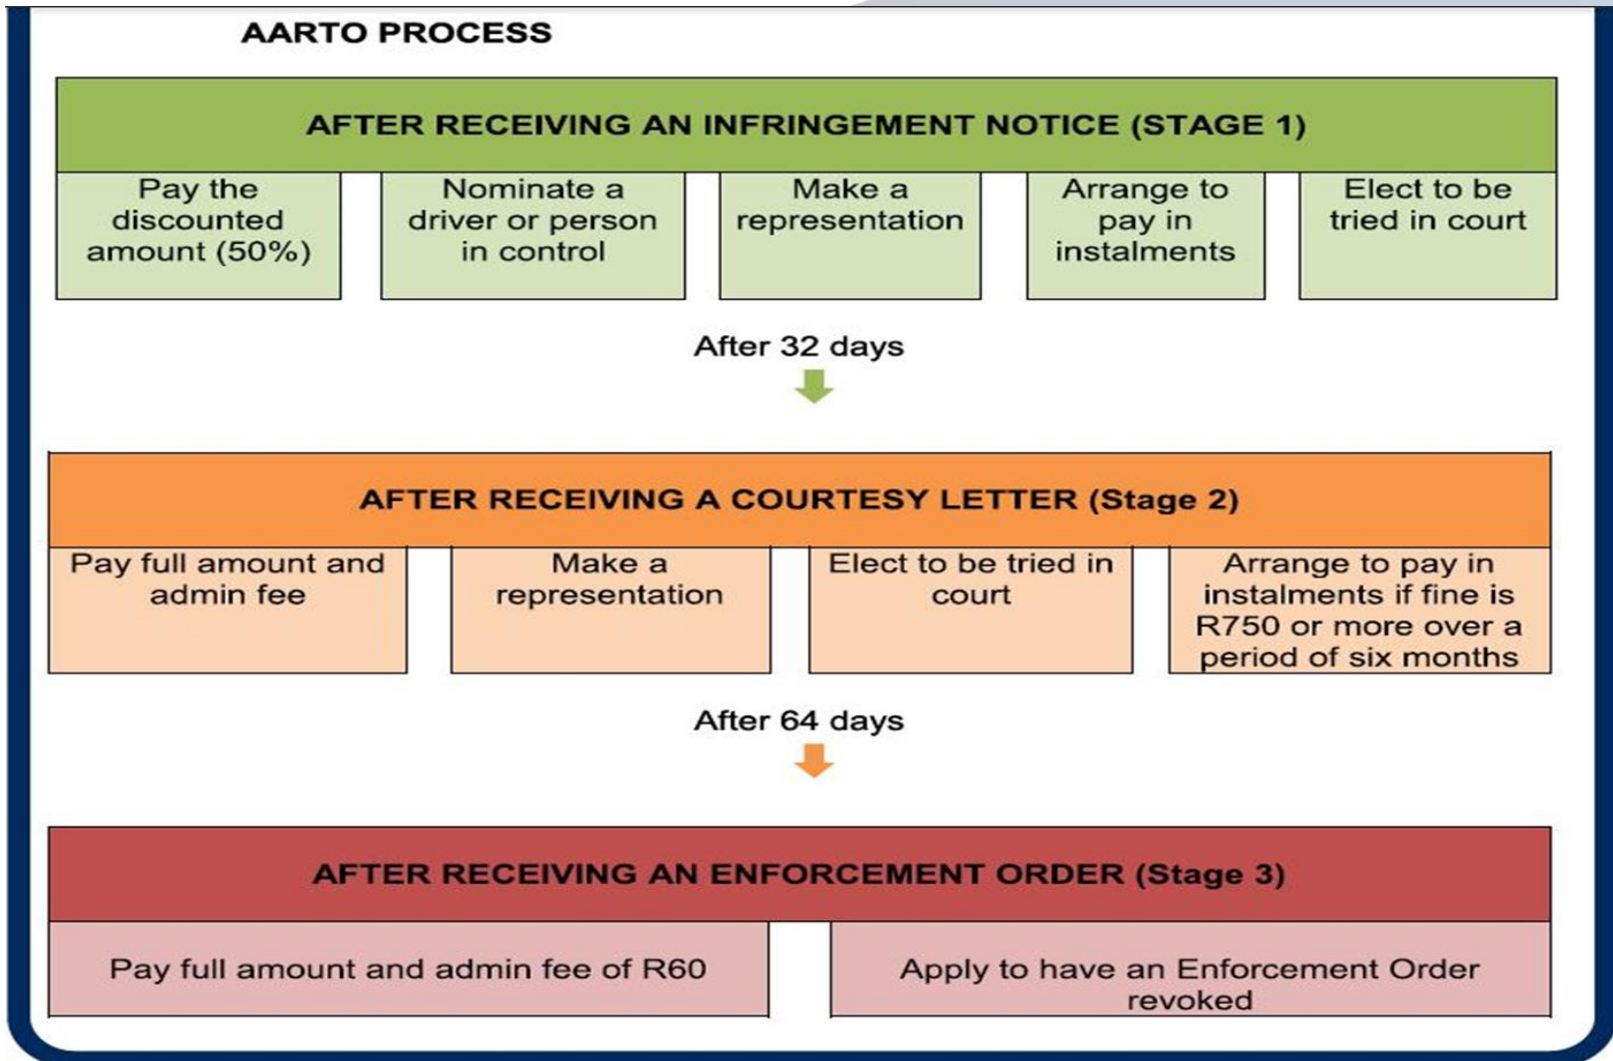 AARTO PROCESS
AFTER RECEIVING AN INFRINGEMENT NOTICE (STAGE 1)
Pay the
discounted
amount (50%)
Nominate a
driver or person
in control
Make a
representation
Arrange to
pay in
instalments
Elect to be
tried in court
After 32 days
AFTER RECEIVING A COURTESY LETTER (Stage 2)
Pay full amount and
admin fee
Make a
representation
Elect to be tried in
court
Arrange to pay in
instalments if fine is
R750 or more over a
period of six months
After 64 days
AFTER RECEIVING AN ENFORCEMENT ORDER (Stage 3)
Pay full amount and admin fee of R60
Apply to have an Enforcement Order
revoked